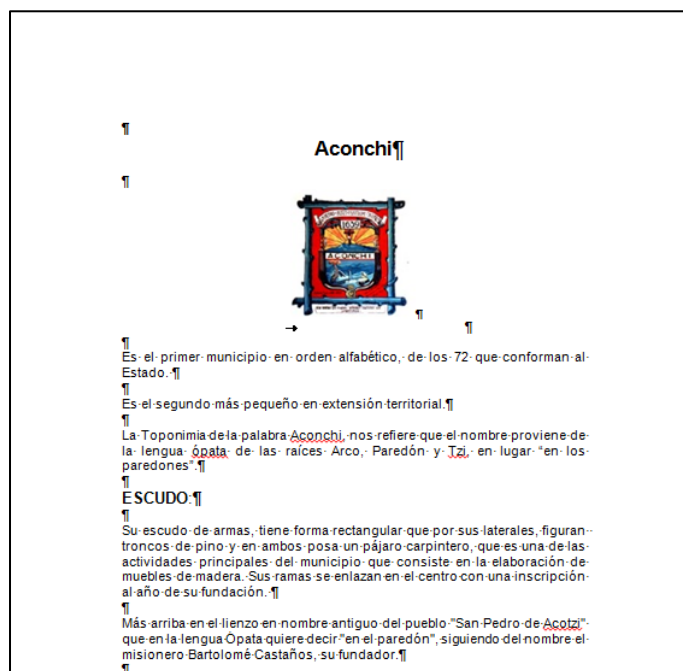 Aconchi
1639
ACONCHI
Es el primer municipio en orden alfabético, de los 72 que conforman al
Estado.
Es el segundo más pequeño en extensión territorial.
La Toponimia de la palabra Aconchi, nos refiere que el nombre proviene de
la lengua ópata de las raíces Arco, Paredón y Tzi, en lugar “en los
paredones”.
ESCUDO:
Su escudo de armas, tiene forma rectangular que por sus laterales, figuran
troncos de pino y en ambos posa un pájaro carpintero, que es una de las
actividades principales del municipio que consiste en la elaboración de
muebles de madera. Sus ramas se enlazan en el centro con una inscripción
al año de su fundación.
Más arriba en el lienzo en nombre antiguo del pueblo "San Pedro de Acotzi"
que en la lengua Ópata quiere decir "en el paredón", siguiendo del nombre el
misionero Bartolomé Castaños, su fundador.